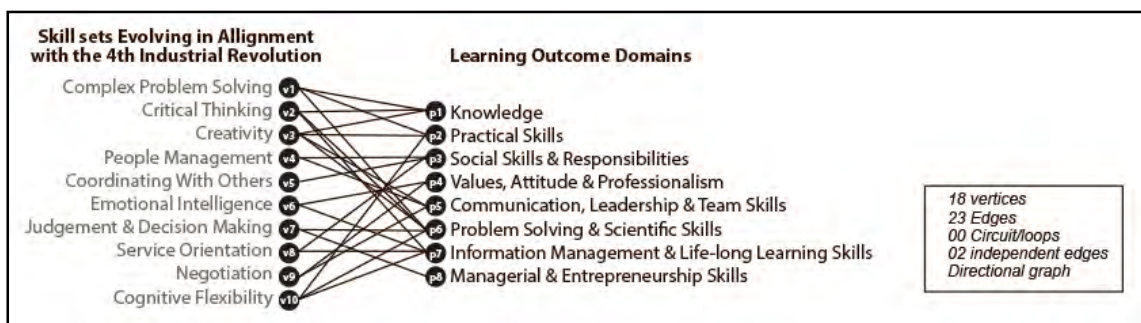 Skill sets Evolving in Allignment
with the 4th Industrial Revolution
Learning Outcome Domains
Complex Problem Solving v1
Critical Thinking v2
Creativity v3
People Management v4
Coordinating With Others v5
Emotional Intelligence v6
Judgement & Decision Making v7
Service Orientation v8
Negotiation v9
Cognitive Flexibility v10
p1 Knowledge
p2 Practical Skills
p3 Social Skills & Responsibilities
p4 Values, Attitude & Professionalism
p5 Communication, Leadership & Team Skills
p6 Problem Solving & Scientific Skills
p7 Information Management & Life-long Learning Skills
p8 Managerial & Entrepreneurship Skills
18 vertices
23 Edges
00 Circuit/loops
02 independent edges
Directional graph